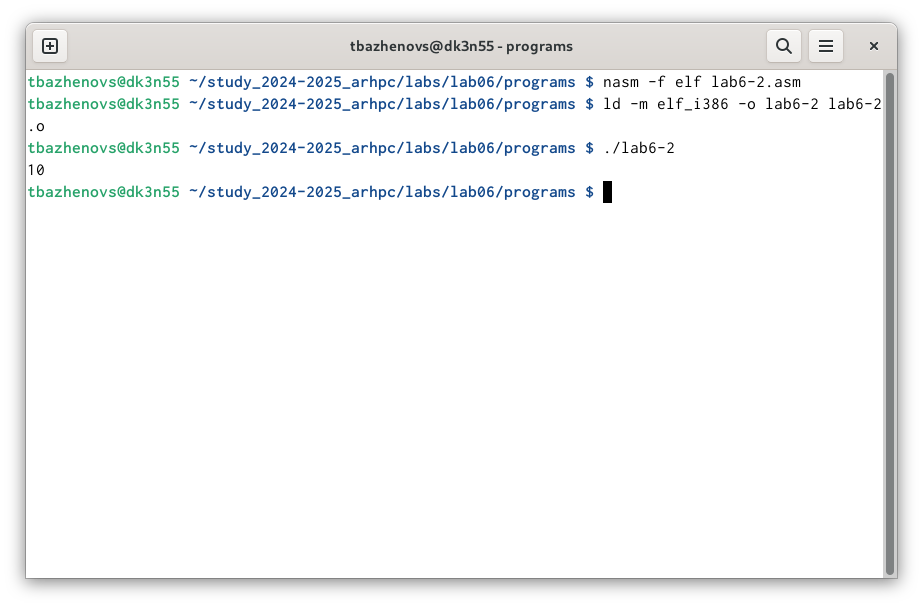 tbazhenovs@dk3n55 - programs
tbazhenovs@dk3n55 ~/study_2024-2025_arhpc/labs/lab06/programs $ nasm -f elf lab6-2.asm
tbazhenovs@dk3n55 ~/study_2024-2025_arhpc/labs/lab06/programs $ ld -m elf_i386 -o lab6-2 lab6-2
.o
tbazhenovs@dk3n55 ~/study_2024-2025_arhpc/labs/lab06/programs $ ./lab6-2
10
tbazhenovs@dk3n55 ~/study_2024-2025_arhpc/labs/lab06/programs $